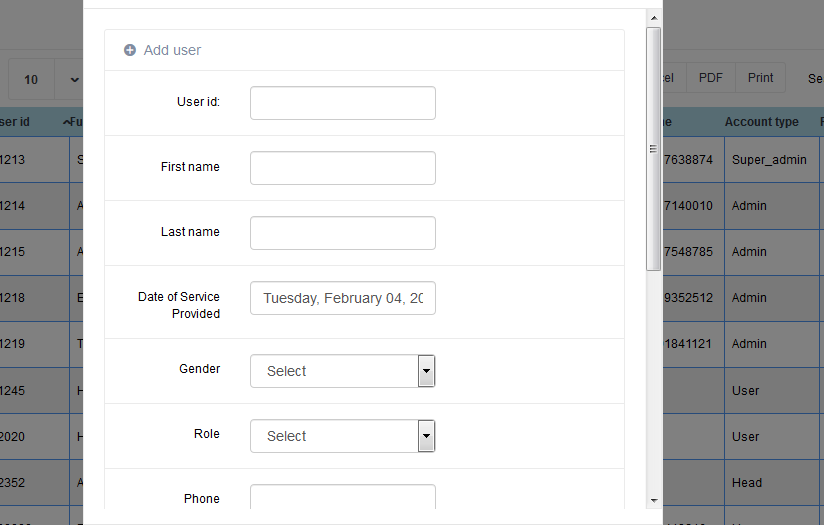 Add user
User id:
First name
Last name
Date of Service
Provided
Tuesday, February 04, 20
Gender
Select
Role
Select
Phone
10
PDF
Print
Se
ser id
Fu
Account type
1213
S
7638874
Super_admin
1214
A
7140010
Admin
1215
A
7548785
Admin
1218
E
9352512
Admin
1219
T
1841121
Admin
1245
H
User
2020
H
User
2352
A
Head